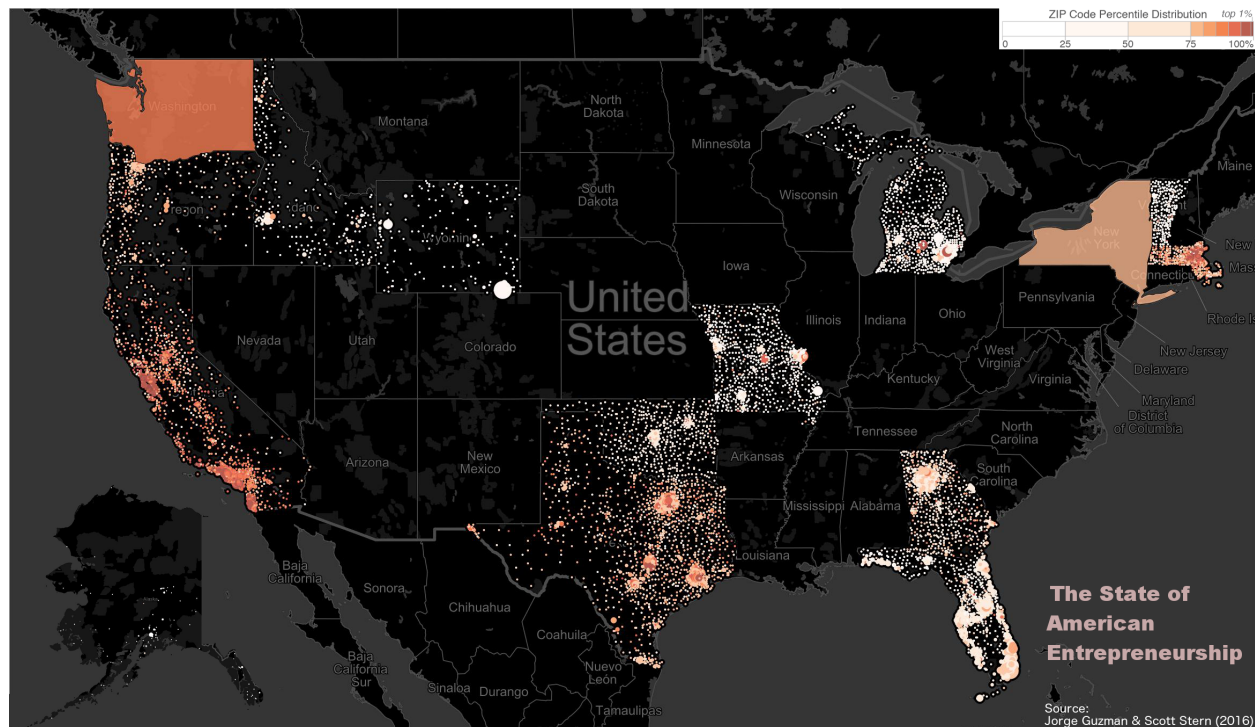 ZIP Code Percentile Distribution top 1%
0 25 50 75 100%
Washington
Montana
North
Dakota
Minnesota
Wisconsin
South
Dakota
Wyoming
Iowa
Maine
New
York
New
Connecticut
Pennsylvania
New Jersey
Delaware
Maryland
District
of Columbia
United
States
Nevada
Utah
Colorado
Illinois
Indiana
Ohio
West
Virginia
Virginia
Kentucky
Tennessee
North
Carolina
South
Carolina
Arizona
New
Mexico
Arkansas
Mississippi
Alabama
Louisiana
Baja
California
Sonora
Chihuahua
Coahuila
Baja
California
Sur
Sinaloa
Durango
Nuevo
León
Tamaulipas
The State of
American
Entrepreneurship
Source:
Jorge Guzman & Scott Stern (2016)